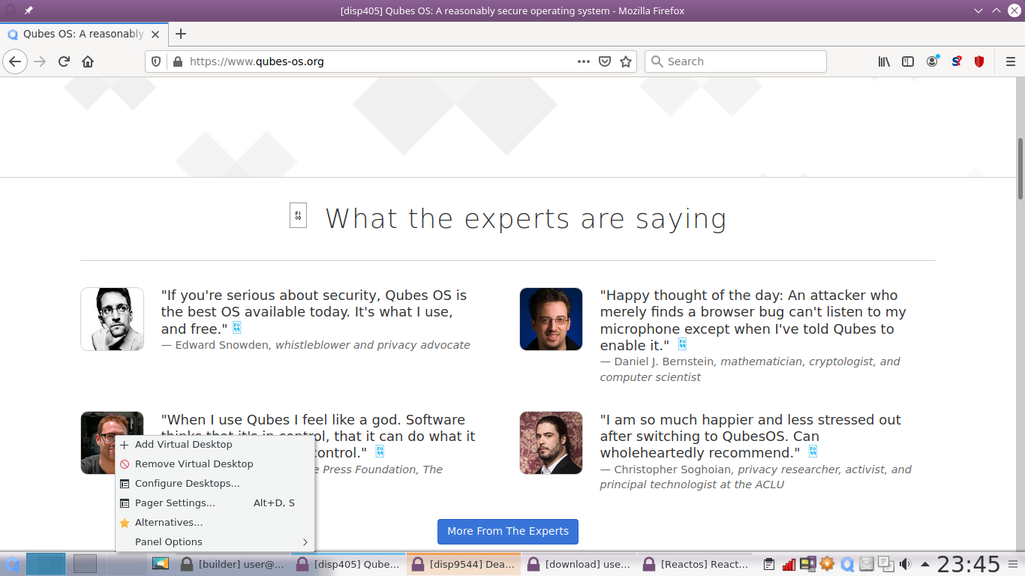 [disp405] Qubes OS: A reasonably secure operating system - Mozilla Firefox
Qubes OS: A reasonably
https://www.qubes-os.org
Search
What the experts are saying
"If you're serious about security, Qubes OS is
the best OS available today. It's what I use,
and free."
— Edward Snowden, whistleblower and privacy advocate
"Happy thought of the day: An attacker who
merely finds a browser bug can't listen to my
microphone except when I've told Qubes to
enable it."
— Daniel J. Bernstein, mathematician, cryptologist, and
computer scientist
"When I use Qubes I feel like a god. Software
thinks that it's in control, that it can do what it
control."
e Press Foundation, The
"I am so much happier and less stressed out
after switching to QubesOS. Can
wholeheartedly recommend."
— Christopher Soghoian, privacy researcher, activist, and
principal technologist at the ACLU
More From The Experts
Add Virtual Desktop
Remove Virtual Desktop
Configure Desktops...
Pager Settings... Alt+D, S
Alternatives...
Panel Options
[builder] user@... [disp405] Qube... [disp9544] Dea... [download] use... [Reactos] React... 23:45